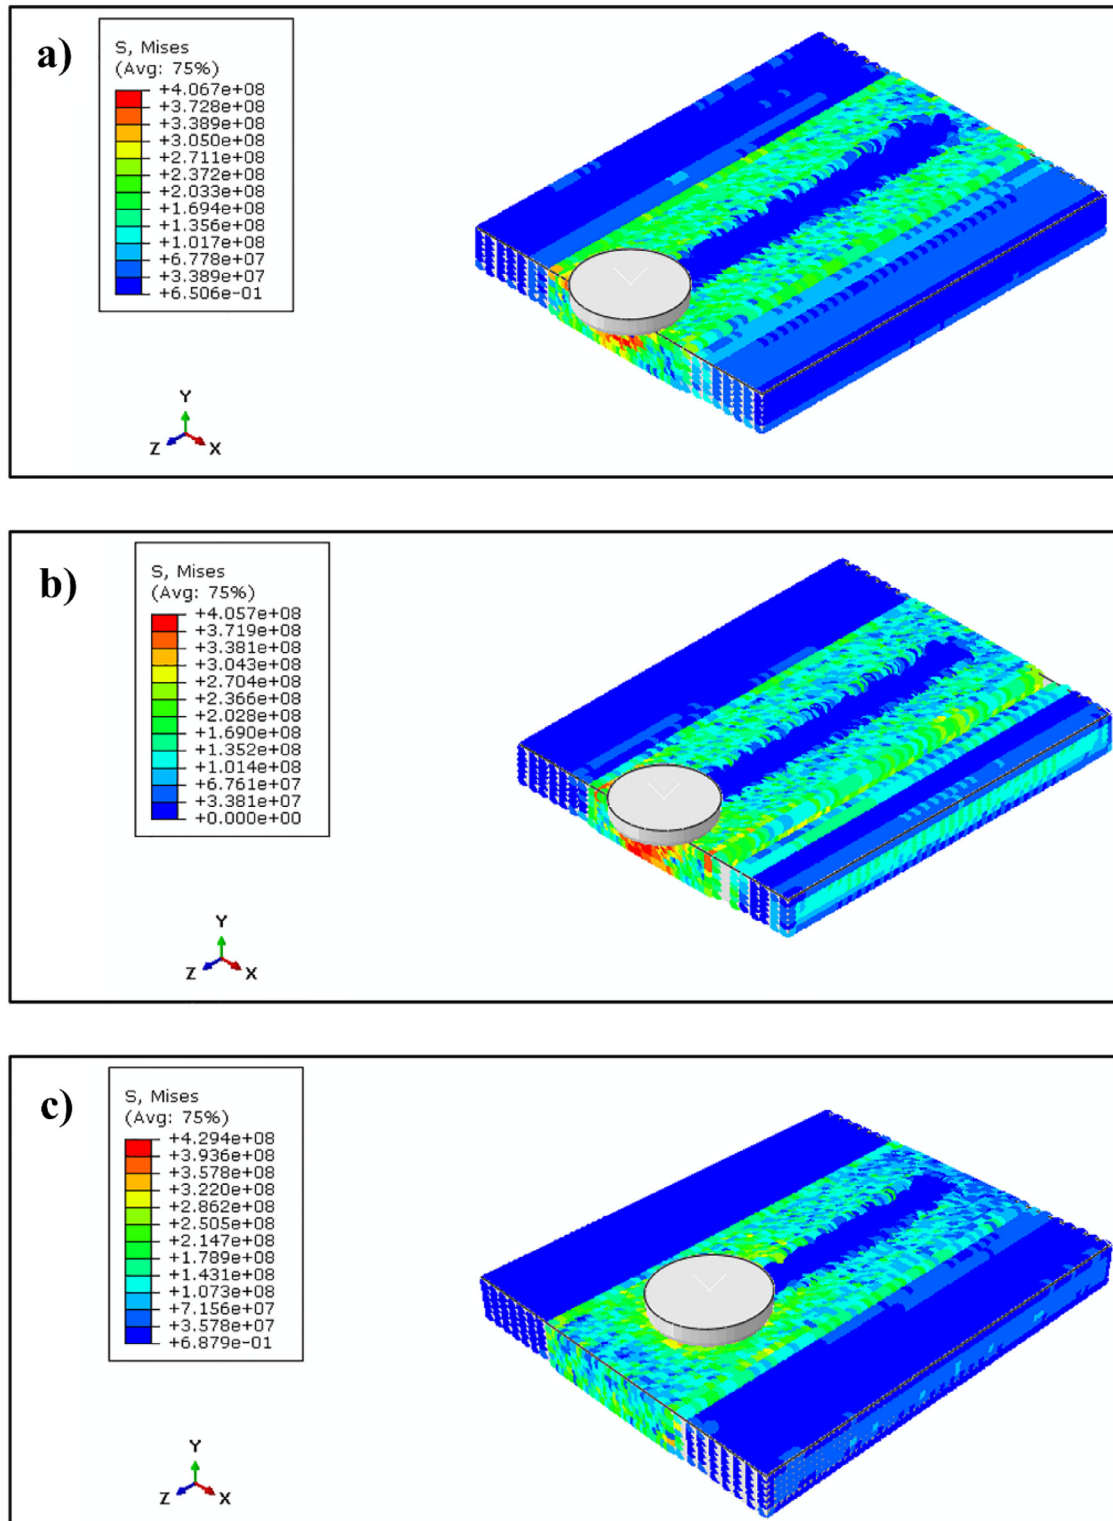 a)
S, Mises
(Avg: 75%)
+4.067e+08
+3.728e+08
+3.389e+08
+3.050e+08
+2.711e+08
+2.372e+08
+2.033e+08
+1.694e+08
+1.356e+08
+1.017e+08
+6.778e+07
+3.389e+07
+6.506e-01
Y
Z X
b)
S, Mises
(Avg: 75%)
+4.057e+08
+3.719e+08
+3.381e+08
+3.043e+08
+2.704e+08
+2.366e+08
+2.028e+08
+1.690e+08
+1.352e+08
+1.014e+08
+6.761e+07
+3.381e+07
+0.000e+00
Y
Z X
c)
S, Mises
(Avg: 75%)
+4.294e+08
+3.936e+08
+3.578e+08
+3.220e+08
+2.862e+08
+2.505e+08
+2.147e+08
+1.789e+08
+1.431e+08
+1.073e+08
+7.156e+07
+3.578e+07
+6.879e-01
Y
Z X